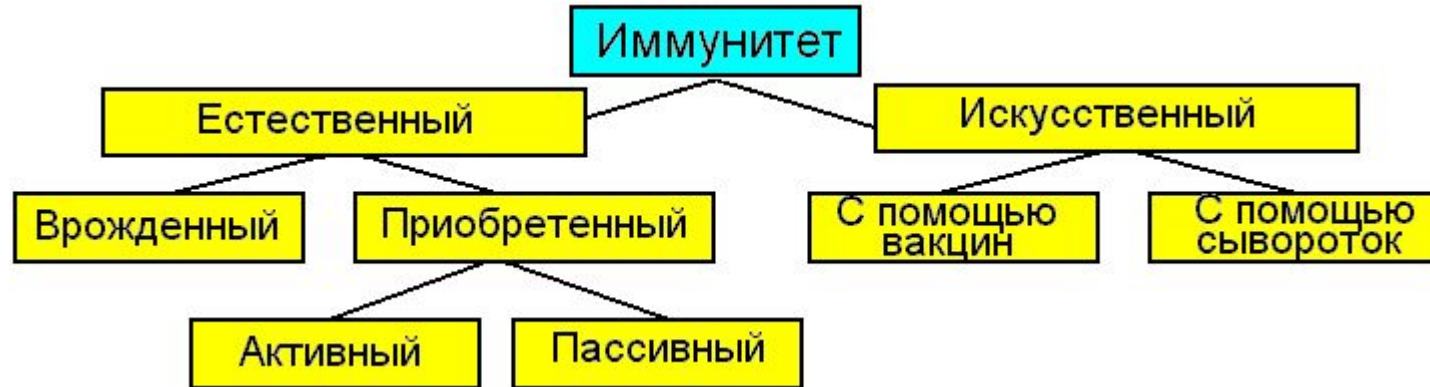 Иммунитет
Естественный
Искусственный
Врожденный
Приобретенный
С помощью
вакцин
С помощью
сывороток
Активный
Пассивный